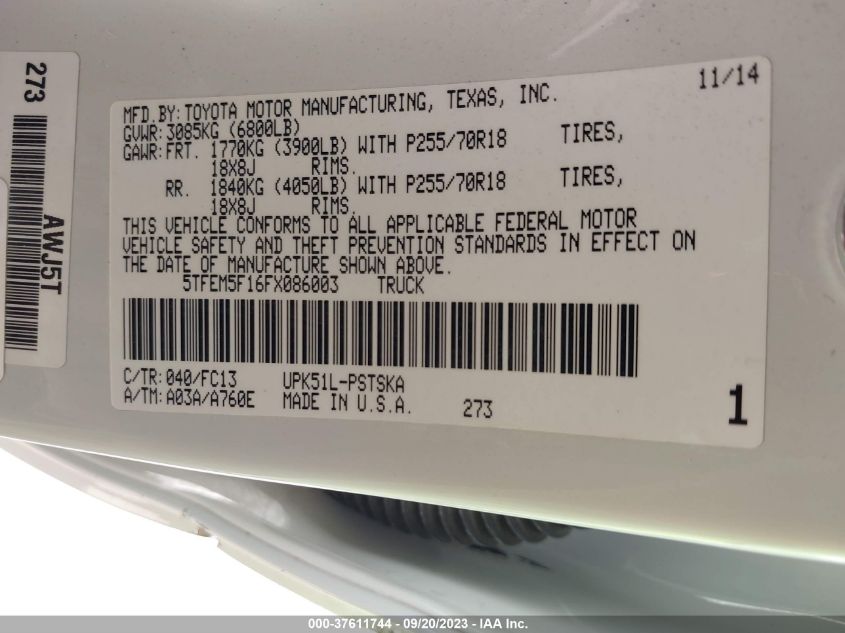 273
AWJ5T
11/14
MFD.BY:TOYOTA MOTOR MANUFACTURING, TEXAS, INC.
GVWR:3085KG (6800LB)
GAWR:FRT. 1770KG (3900LB) WITH P255/70R18 TIRES,
18X8J RIMS.
RR. 1840KG (4050LB) WITH P255/70R18 TIRES,
18X8J RIMS.
THIS VEHICLE CONFORMS TO ALL APPLICABLE FEDERAL MOTOR
VEHICLE SAFETY AND THEFT PREVENTION STANDARDS IN EFFECT ON
THE DATE OF MANUFACTURE SHOWN ABOVE.
5TFEM5F16FX086003 TRUCK
C/TR:040/FC13 UPK51L-PSTSKA
A/TM:A03A/A760E MADE IN U.S.A. 273
1
000-37611744 - 09/20/2023 - IAA Inc.